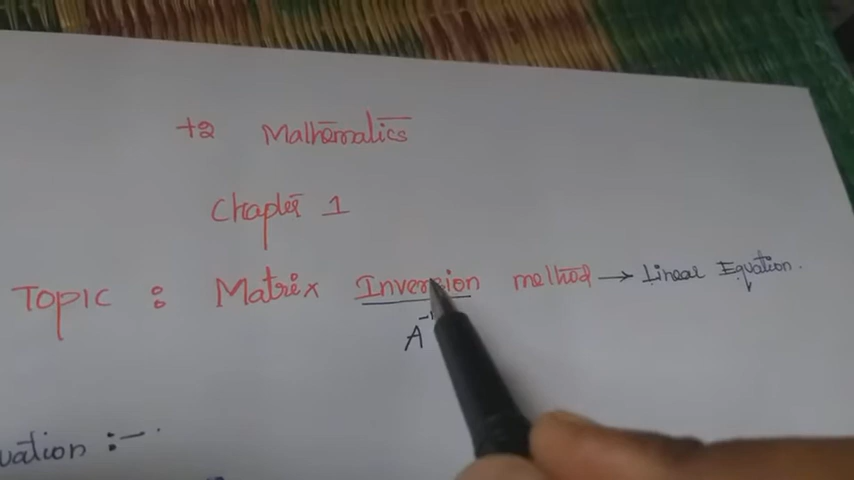 +2 Mathematics
Chapter 1
Topic : Matrix Inversion method → Linear Equation.
A⁻¹
uation :-